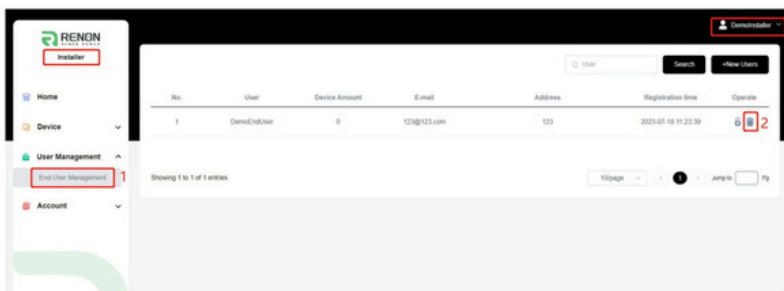 DemoInstaller
RENON
RENON POWER
Installer
User
Search
+New Users
Home
No.
User
Device Amount
E-mail
Address
Registration time
Operate
1
DemoEndUser
0
123@123.com
123
2023-07-18 11:23:39
2
Device
User Management
End-User Management
1
Showing 1 to 1 of 1 entries
10/page
1
Jump to
Pg
Account